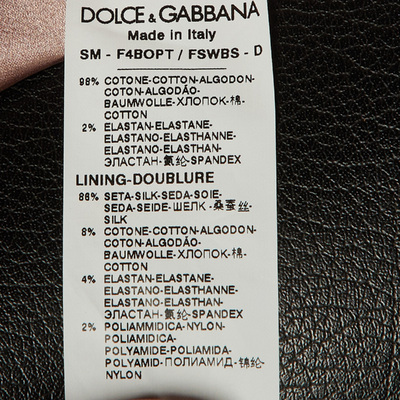 DOLCE & GABBANA
Made in Italy
SM - F4BOPT / FSWBS - D
98% COTONE-COTTON-ALGODON-
COTON-ALGODÃO-
BAUMWOLLE-ХЛОПОК-棉-
COTTON
2% ELASTAN-ELASTANE-
ELASTANO-ELASTHANNE-
ELASTANO-ELASTHAN-
ЭЛАСТАН-氨纶-SPANDEX
LINING-DOUBLURE
86% SETA-SILK-SEDA-SOIE-
SEDA-SEIDE-ШЕЛК -桑蚕丝-
SILK
8% COTONE-COTTON-ALGODON-
COTON-ALGODÃO-
BAUMWOLLE-ХЛОПОК-棉-
COTTON
4% ELASTAN-ELASTANE-
ELASTANO-ELASTHANNE-
ELASTANO-ELASTHAN-
ЭЛАСТАН-氨纶-SPANDEX
2% POLIAMMIDICA-NYLON-
POLIAMIDICA-
POLYAMIDE-POLIAMIDA-
POLYAMID-ПОЛИАМИД-锦纶-
NYLON